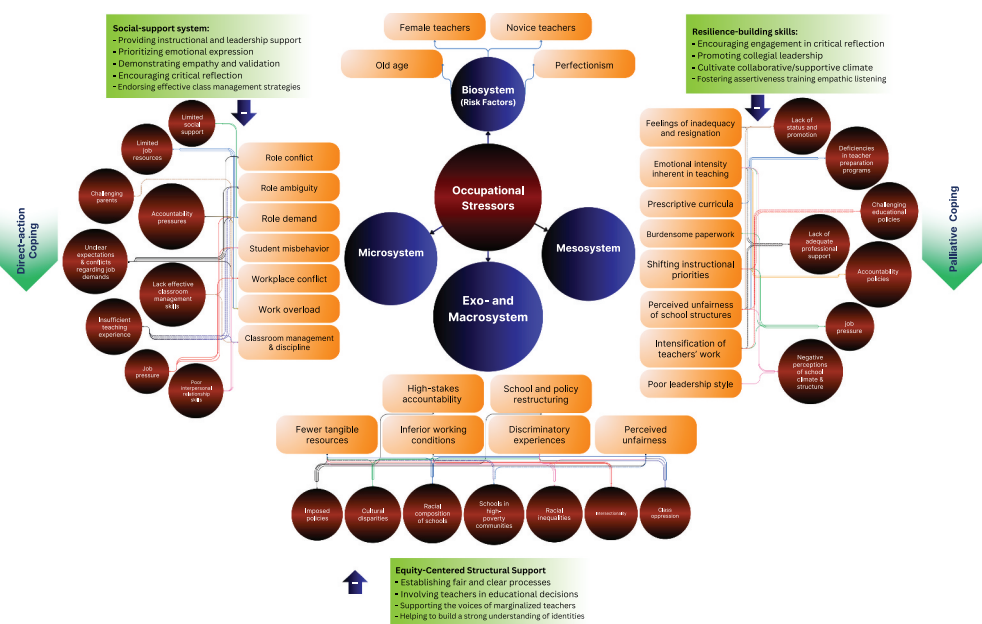 Social-support system:
- Providing instructional and leadership support
- Prioritizing emotional expression
- Demonstrating empathy and validation
- Encouraging critical reflection
- Endorsing effective class management strategies
Female teachers
Novice teachers
Old age
Perfectionism
Biosystem
(Risk Factors)
Resilience-building skills:
- Encouraging engagement in critical reflection
- Promoting collegial leadership
- Cultivate collaborative/supportive climate
- Fostering assertiveness training empathic listening
Direct-action
Coping
Limited
social
support
Limited
job
resources
Challenging
parents
Accountability
pressures
Unclear
expectations
& conflicts
regarding job
demands
Lack effective
classroom
management
skills
Insufficient
teaching
experience
Job
pressure
Poor
interpersonal
relationship
skills
Role conflict
Role ambiguity
Role demand
Student misbehavior
Workplace conflict
Work overload
Classroom management
& discipline
Occupational
Stressors
Microsystem
Mesosystem
Exo- and
Macrosystem
Feelings of inadequacy
and resignation
Emotional intensity
inherent in teaching
Prescriptive curricula
Burdensome paperwork
Shifting instructional
priorities
Perceived unfairness
of school structures
Intensification of
teachers' work
Poor leadership style
Lack of
status and
promotion
Deficiencies in
teacher
preparation
programs
Challenging
educational
policies
Lack of
adequate
professional
support
Accountability
policies
job
pressure
Negative
perceptions
of school
climate &
structure
Palliative Coping
High-stakes
accountability
School and policy
restructuring
Fewer tangible
resources
Inferior working
conditions
Discriminatory
experiences
Perceived
unfairness
Imposed
policies
Cultural
disparities
Racial
composition
of schools
Schools in
high-
poverty
communities
Racial
inequalities
Intersectionality
Class
oppression
Equity-Centered Structural Support
- Establishing fair and clear processes
- Involving teachers in educational decisions
- Supporting the voices of marginalized teachers
- Helping to build a strong understanding of identities